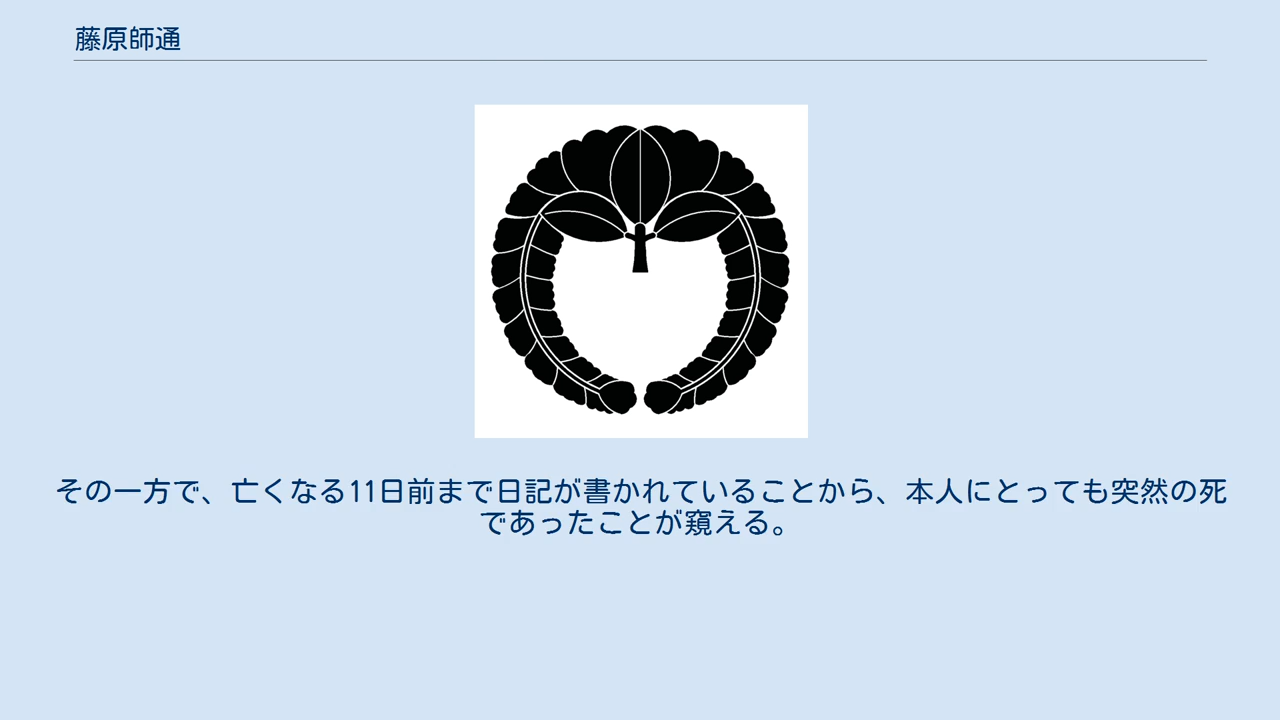 藤原師通
その一方で、亡くなる11日前まで日記が書かれていることから、本人にとっても突然の死
であったことが窺える。